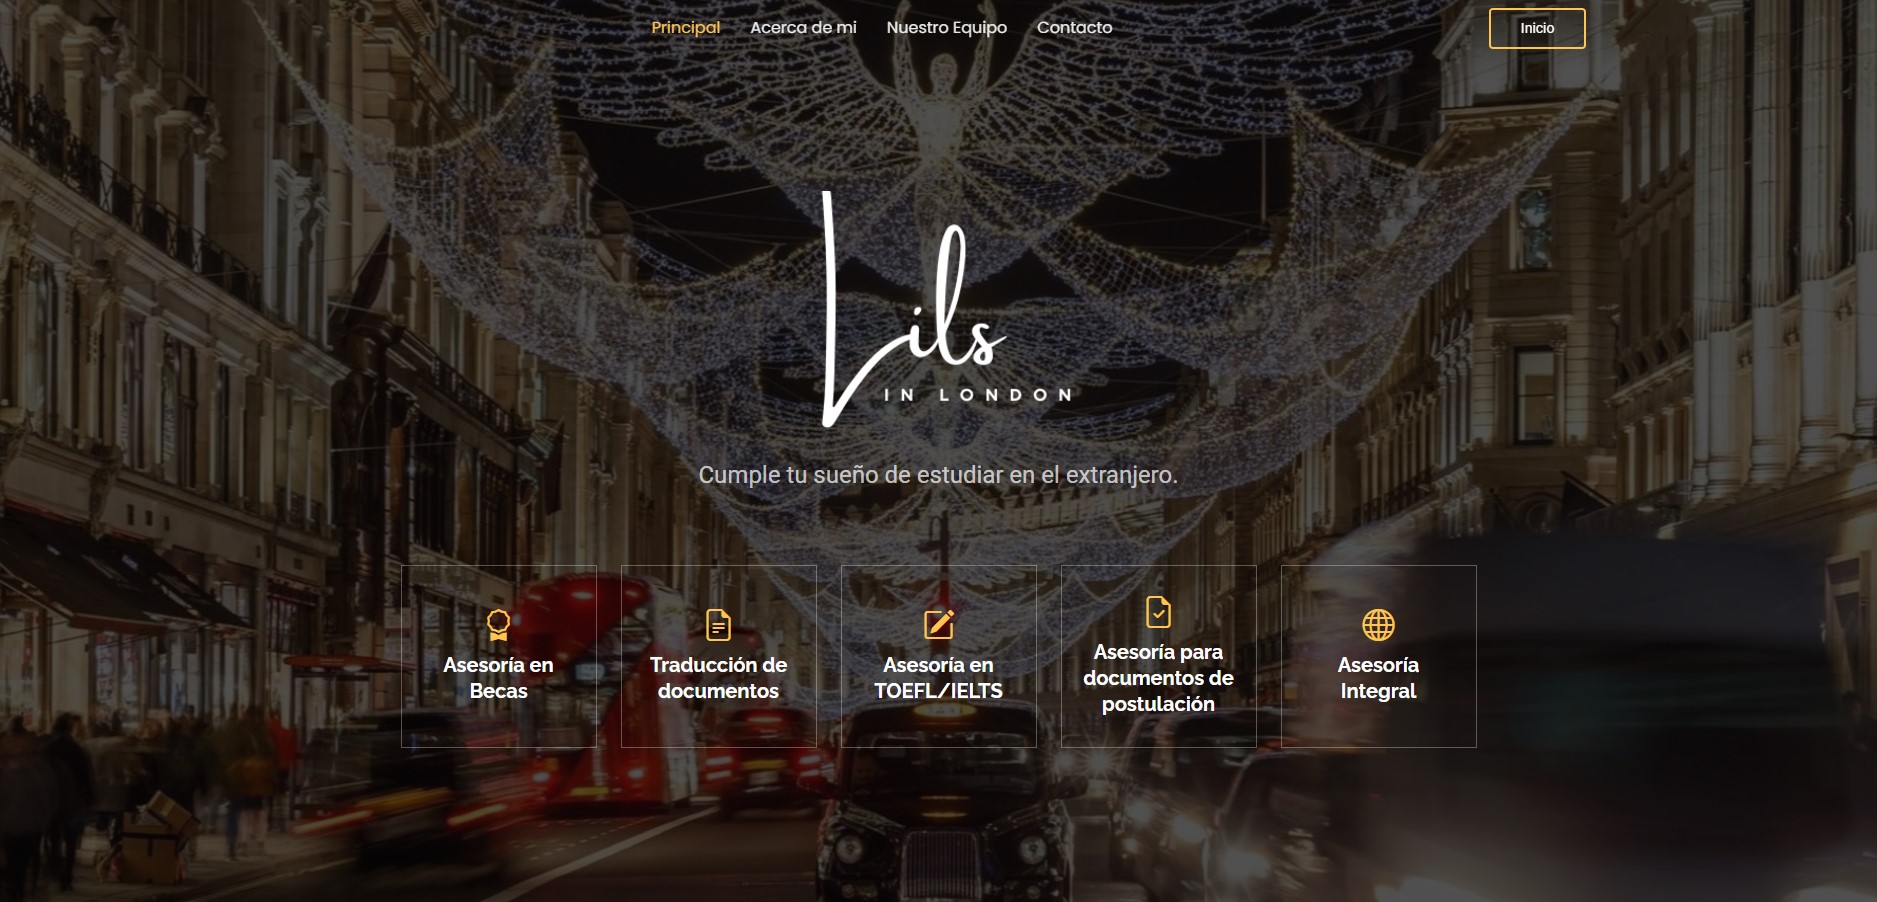 Principal Acerca de mi Nuestro Equipo Contacto Inicio
Lils
IN LONDON
Cumple tu sueño de estudiar en el extranjero.
Asesoría en
Becas
Traducción de
documentos
Asesoría en
TOEFL/IELTS
Asesoría para
documentos de
postulación
Asesoría
Integral